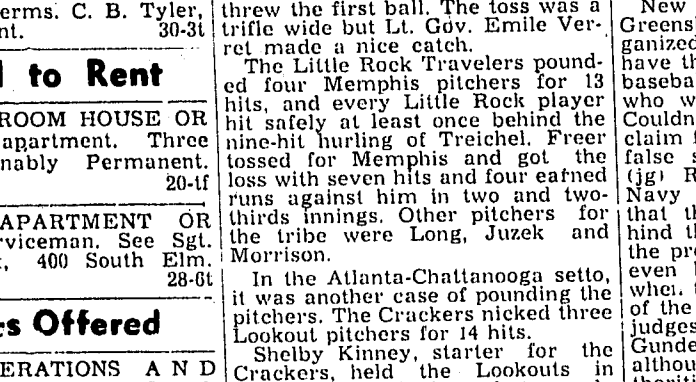 erms. C. B. Tyler,
nt. 30-3t
to Rent
ROOM HOUSE OR
apartment. Three
nably Permanent.
20-tf
APARTMENT OR
rviceman. See Sgt.
400 South Elm.
28-6t
s Offered
ERATIONS AND
threw the first ball. The toss was a
trifle wide but Lt. Gov. Emile Ver-
ret made a nice catch.
The Little Rock Travelers pound-
ed four Memphis pitchers for 13
hits, and every Little Rock player
hit safely at least once behind the
nine-hit hurling of Treichel. Freer
tossed for Memphis and got the
loss with seven hits and four earned
runs against him in two and two-
thirds innings. Other pitchers for
the tribe were Long, Juzek and
Morrison.
In the Atlanta-Chattanooga setto,
it was another case of pounding the
pitchers. The Crackers nicked three
Lookout pitchers for 14 hits.
Shelby Kinney, starter for the
Crackers, held the Lookouts in
New
Greens
ganized
have th
baseba
who w
Couldn
claim f
false s
(jg) R
Navy
that th
hind th
the pr
even
when
of the
judges
Gunde
althou